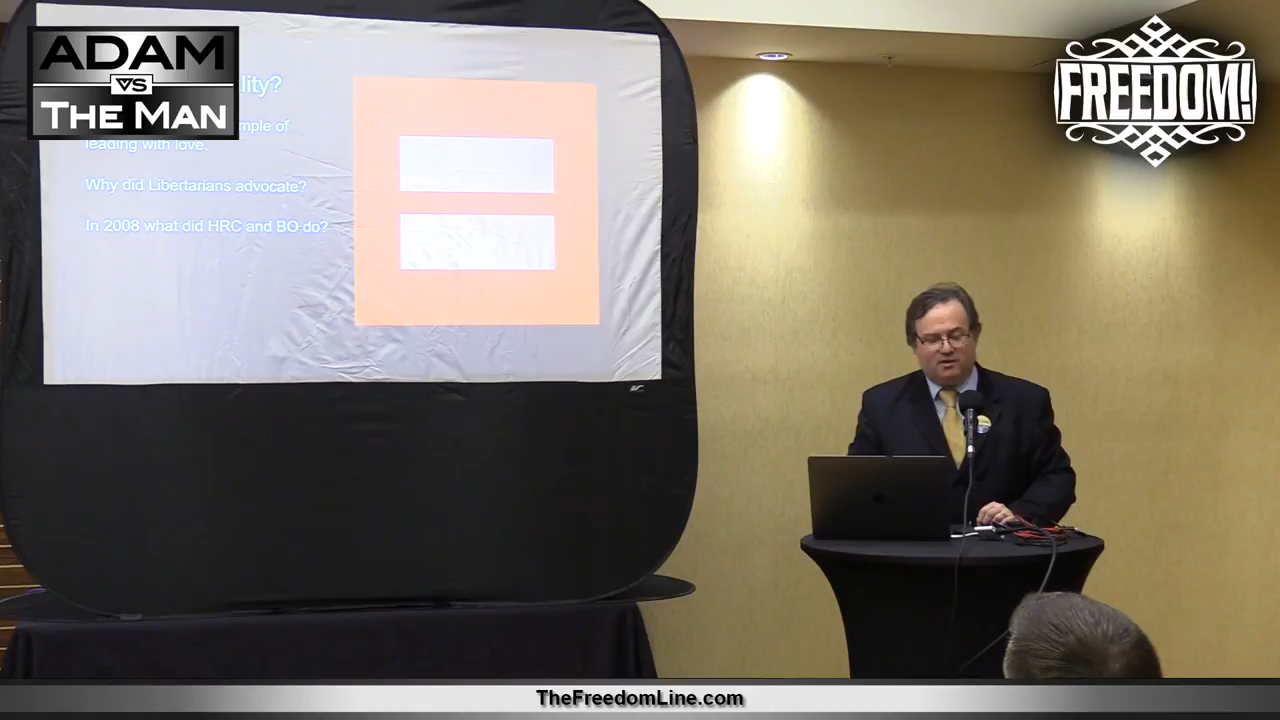 ADAM
VS
THE MAN
FREEDOM!
lity?
mple of
leading with love.
Why did Libertarians advocate?
In 2008 what did HRC and BO do?
TheFreedomLine.com